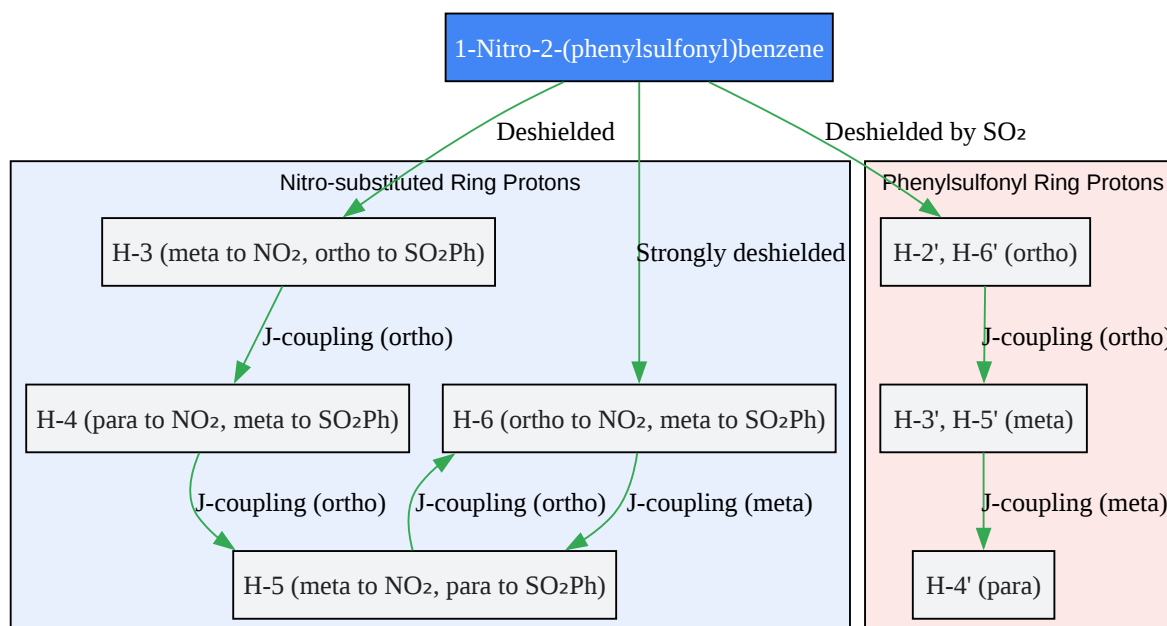 1-Nitro-2-(phenylsulfonyl)benzene
Deshielded
Deshielded by SO₂
Nitro-substituted Ring Protons
Phenylsulfonyl Ring Protons
H-3 (meta to NO₂, ortho to SO₂Ph)
Strongly deshielded
H-2', H-6' (ortho)
J-coupling (ortho)
J-coupling (ortho)
H-4 (para to NO₂, meta to SO₂Ph)
H-6 (ortho to NO₂, meta to SO₂Ph)
H-3', H-5' (meta)
J-coupling (ortho)
J-coupling (ortho)
J-coupling (meta)
J-coupling (meta)
H-5 (meta to NO₂, para to SO₂Ph)
H-4' (para)